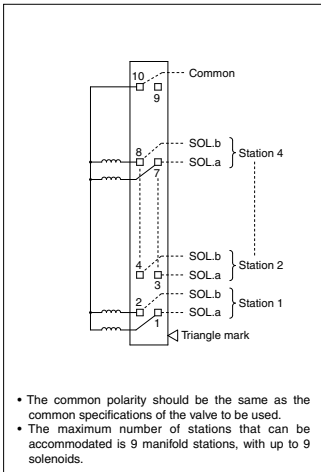 10
Common
9
SOL.b
8
SOL.a
Station 4
7
SOL.b
4
SOL.a
Station 2
3
SOL.b
2
SOL.a
Station 1
1
Triangle mark
• The common polarity should be the same as the
common specifications of the valve to be used.
• The maximum number of stations that can be
accommodated is 9 manifold stations, with up to 9
solenoids.